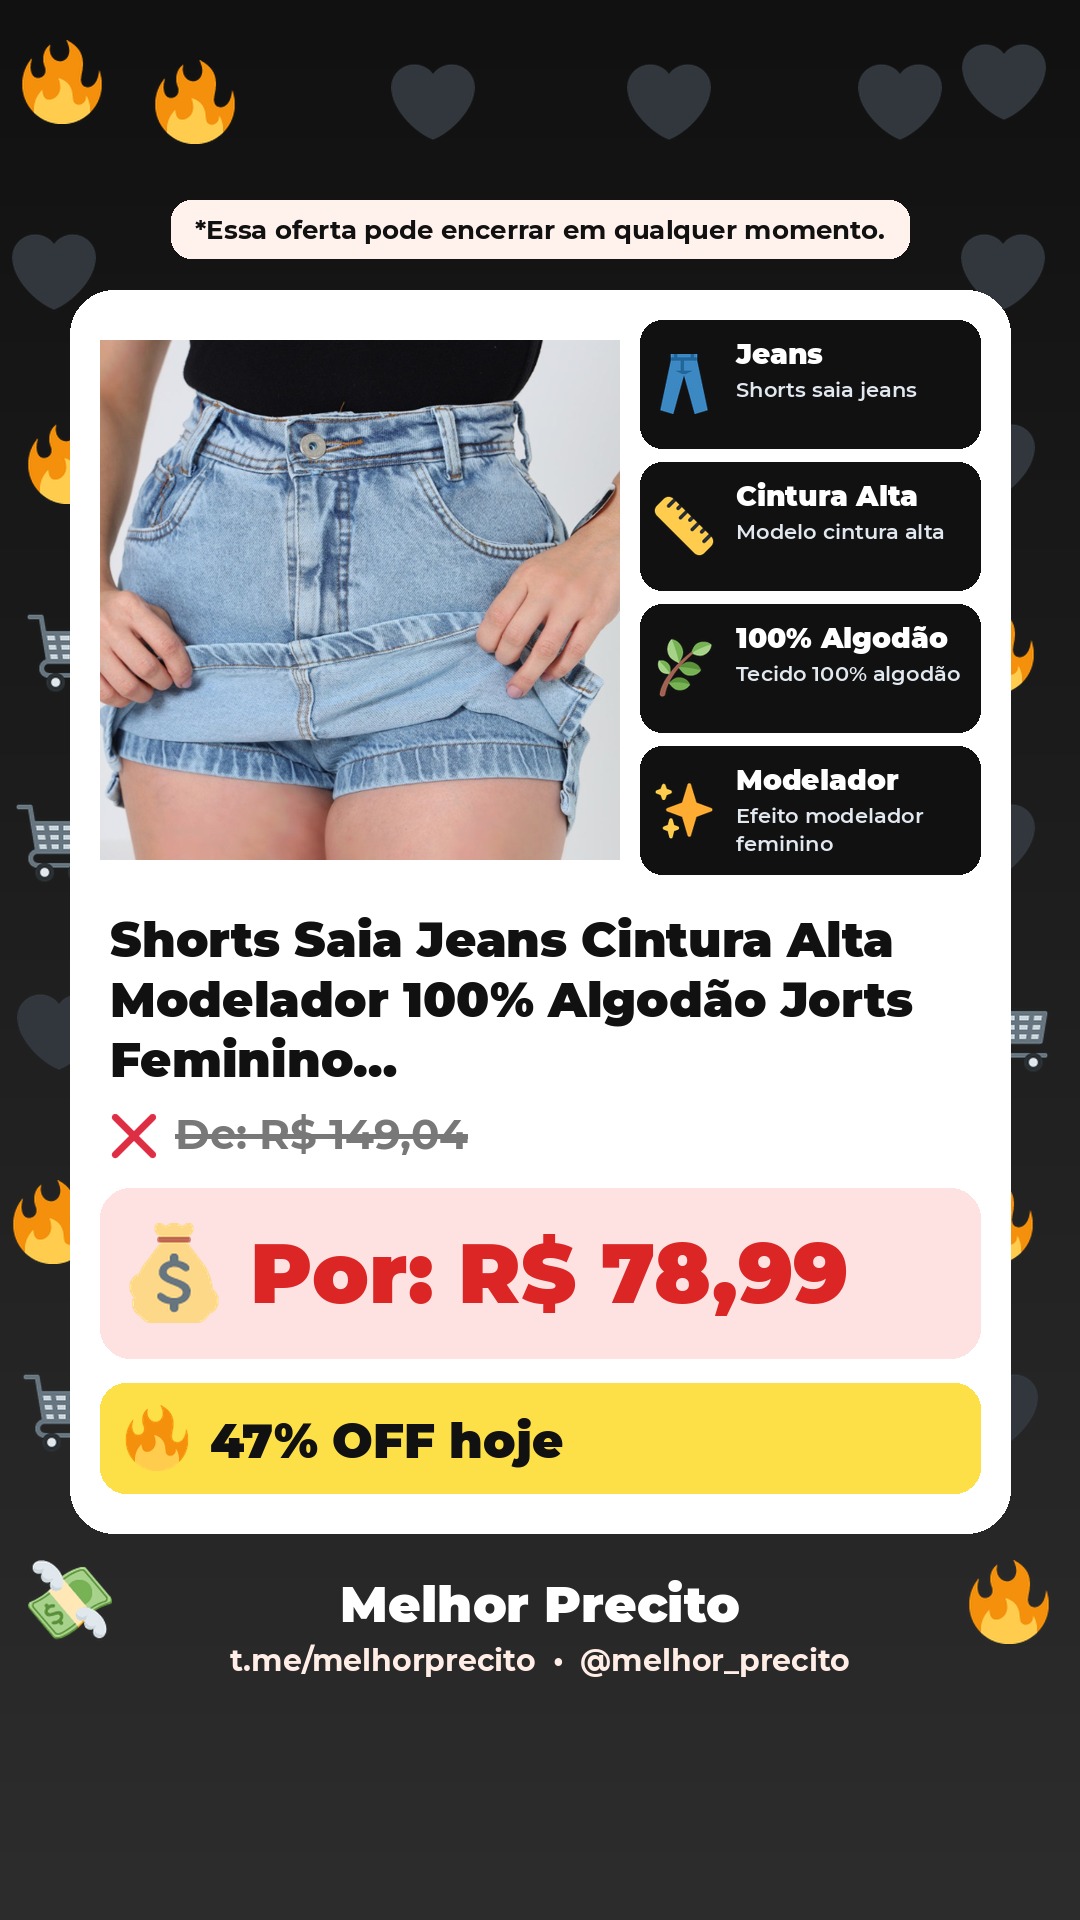 *Essa oferta pode encerrar em qualquer momento.
Jeans
Shorts saia jeans
Cintura Alta
Modelo cintura alta
100% Algodão
Tecido 100% algodão
Modelador
Efeito modelador
feminino
Shorts Saia Jeans Cintura Alta
Modelador 100% Algodão Jorts
Feminino...
De: R$ 149,04
Por: R$ 78,99
47% OFF hoje
Melhor Precito
t.me/melhorprecito • @melhor_precito